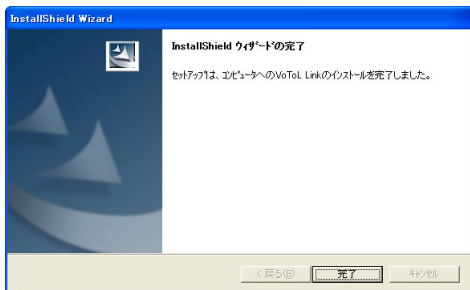 InstallShield Wizard
InstallShield ウィザードの完了
セットアップは、コンピュータへのVoToL Linkのインストールを完了しました。
< 戻る(B)
完了
キャンセル